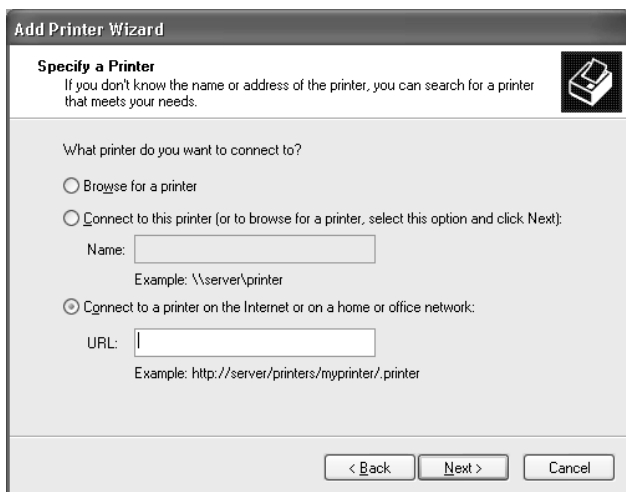 Add Printer Wizard
Specify a Printer
If you don't know the name or address of the printer, you can search for a printer
that meets your needs.
What printer do you want to connect to?
Browse for a printer
Connect to this printer (or to browse for a printer, select this option and click Next):
Name:
Example: \\server\printer
Connect to a printer on the Internet or on a home or office network:
URL:
Example: http://server/printers/myprinter/.printer
< Back Next > Cancel